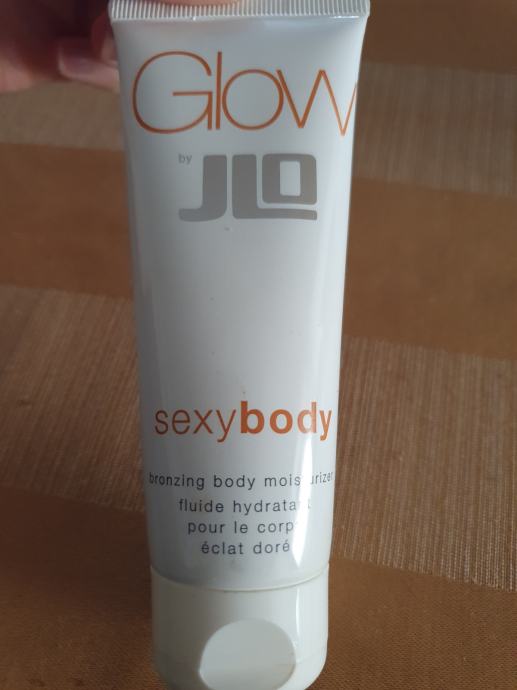 Glow
by JLO
sexybody
bronzing body moisturizer
fluide hydratant
pour le corps
éclat doré